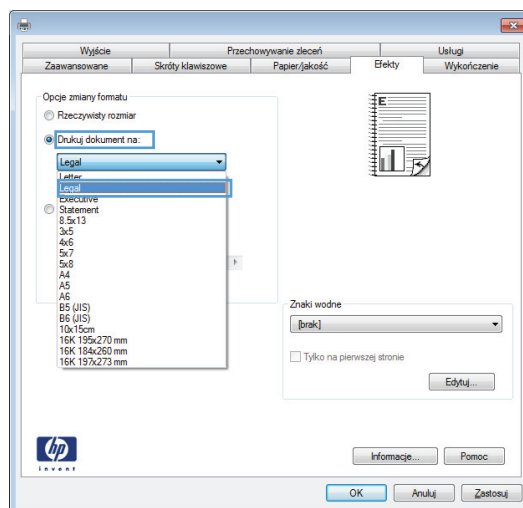 Wyjście
Przechowywanie zleceń
Usługi
Zaawansowane
Skróty klawiszowe
Papier/jakość
Efekty
Wykończenie
Opcje zmiany formatu
Rzeczywisty rozmiar
Drukuj dokument na:
Legal
Letter
Legal
Executive
Statement
8.5x13
3x5
4x6
5x7
5x8
A4
A5
A6
B5 (JIS)
B6 (JIS)
10x15cm
16K 195x270 mm
16K 184x260 mm
16K 197x273 mm
E
Znaki wodne
[brak]
Tylko na pierwszej stronie
Edytuj...
hp
invent
Informacje...
Pomoc
OK
Anuluj
Zastosuj